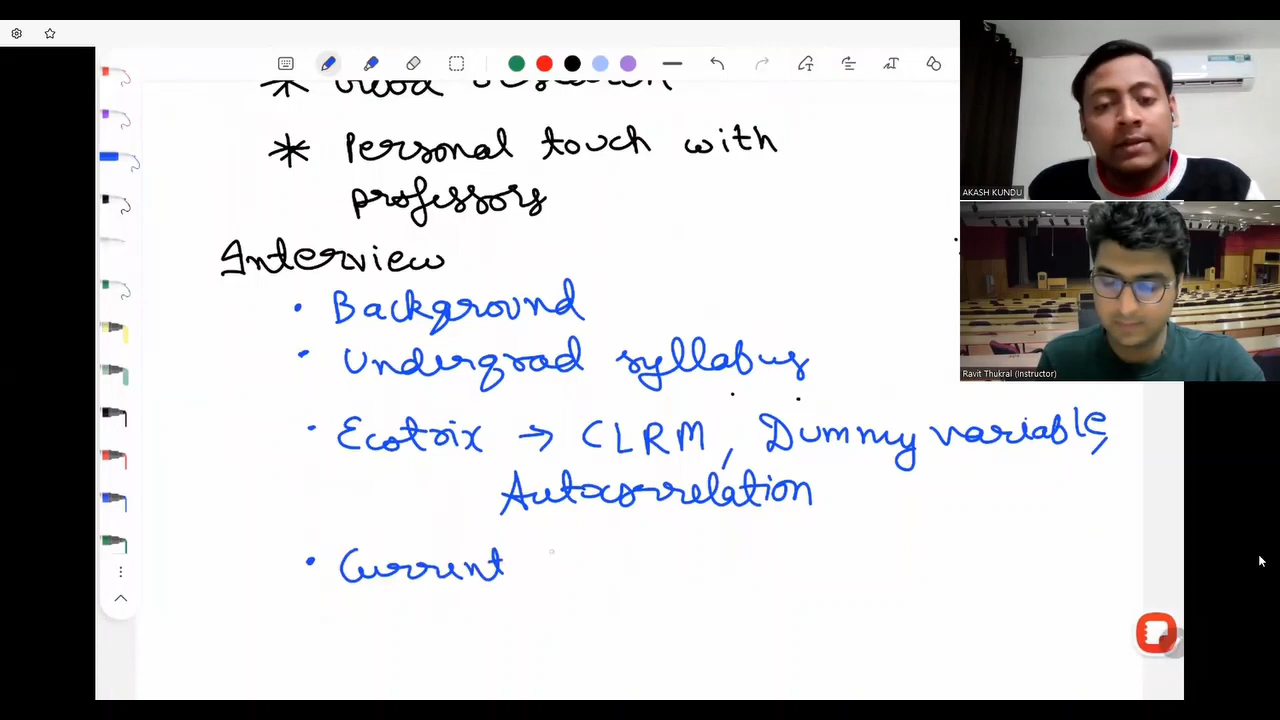 * Personal touch with
professors
Interview
• Background
• Undergrad syllabus
• Ecotrix → CLRM, Dummy variable,
Autocorrelation
• Current
AKASH KUNDU
Ravit Thukral (Instructor)